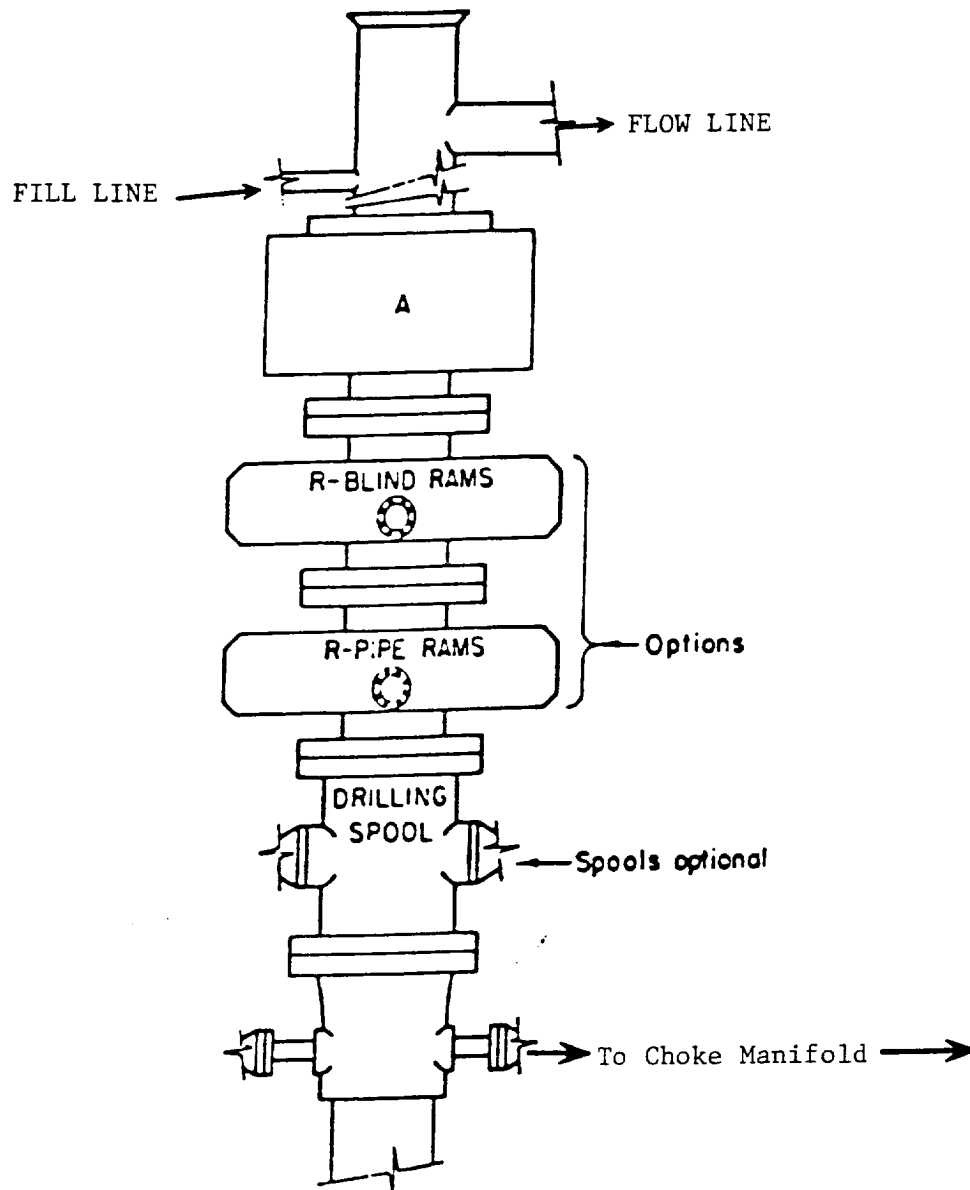 FLOW LINE
FILL LINE
A
R-BLIND RAMS
R-PIPE RAMS
Options
DRILLING
SPOOL
Spools optional
To Choke Manifold